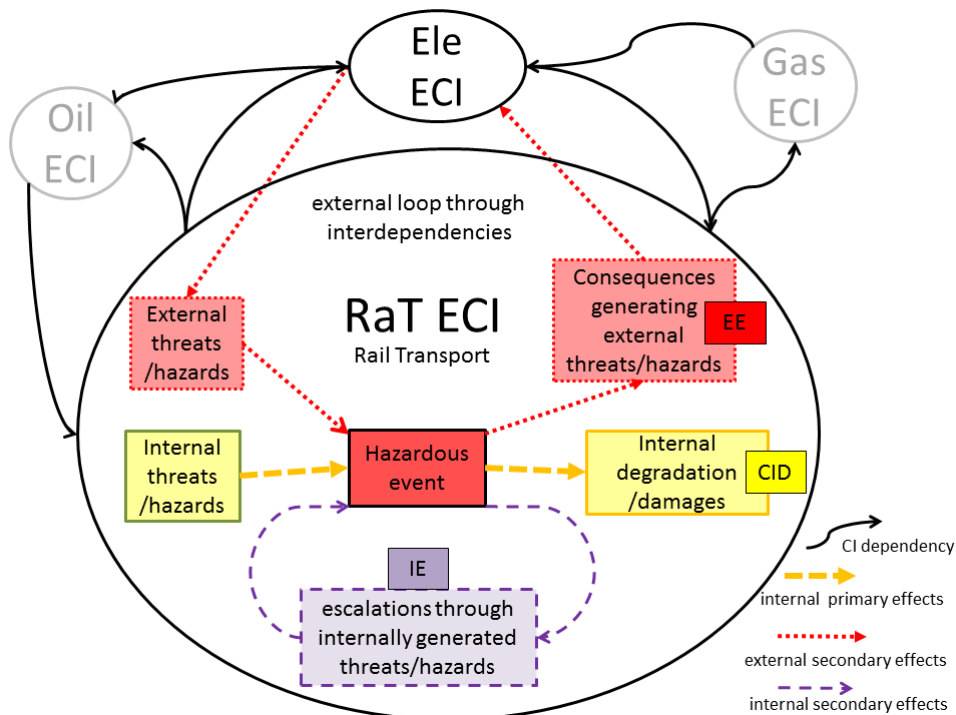 Ele
ECI
Gas
ECI
Oil
ECI
external loop through
interdependencies
RaT ECI
Rail Transport
External
threats
/hazards
Consequences
generating
external
threats/hazards
EE
Internal
threats
/hazards
Hazardous
event
Internal
degradation
/damages
CID
IE
escalations through
internally generated
threats/hazards
CI dependency
internal primary effects
external secondary effects
internal secondary effects